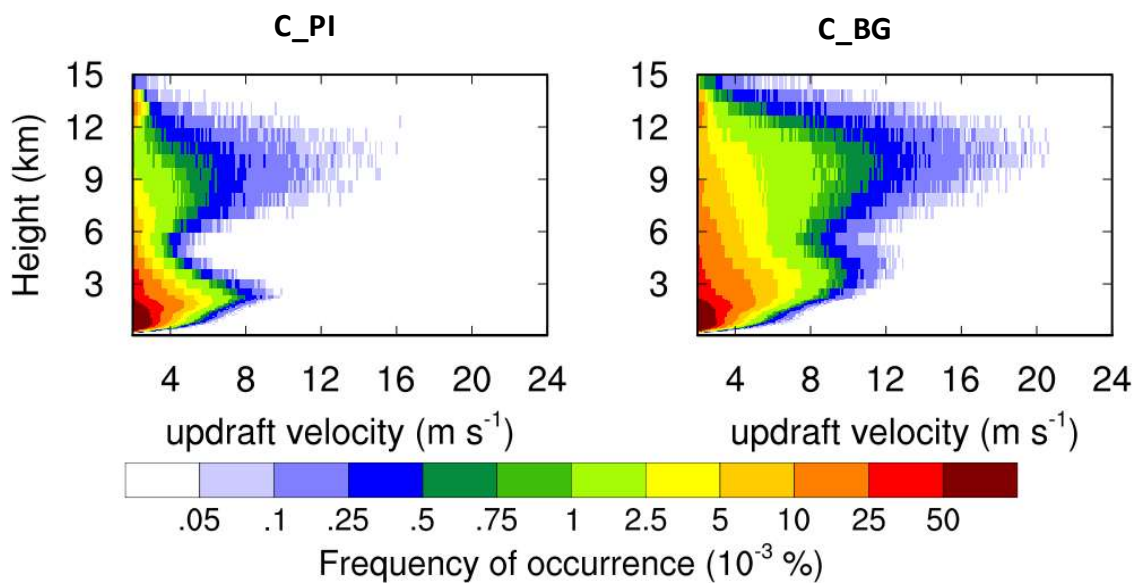 C_PI
C_BG
Height (km)
15
12
9
6
3
4 8 12 16 20 24
updraft velocity (m s⁻¹)
15
12
9
6
3
4 8 12 16 20 24
updraft velocity (m s⁻¹)
.05 .1 .25 .5 .75 1 2.5 5 10 25 50
Frequency of occurrence (10⁻³ %)